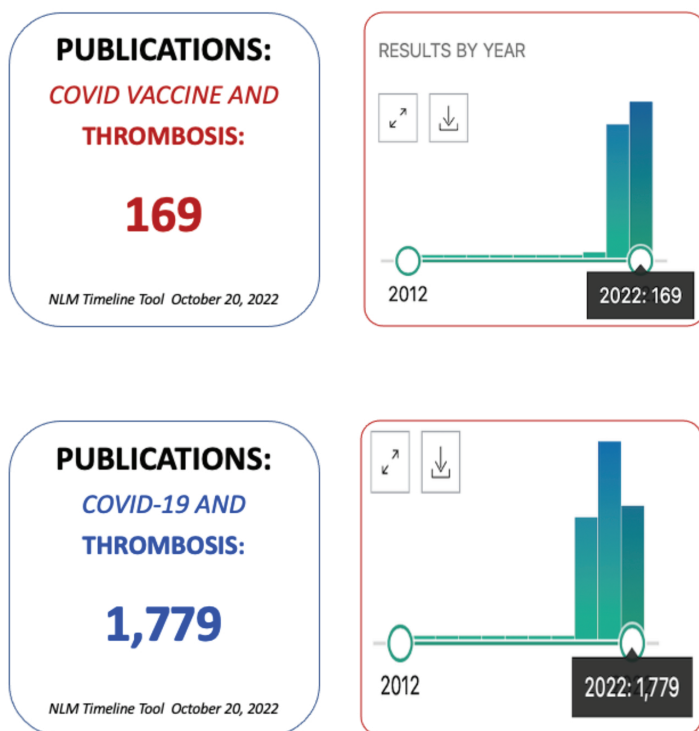 PUBLICATIONS:
COVID VACCINE AND
THROMBOSIS:
169
NLM Timeline Tool October 20, 2022
RESULTS BY YEAR
2012
2022: 169
PUBLICATIONS:
COVID-19 AND
THROMBOSIS:
1,779
NLM Timeline Tool October 20, 2022
2012
2022: 1,779